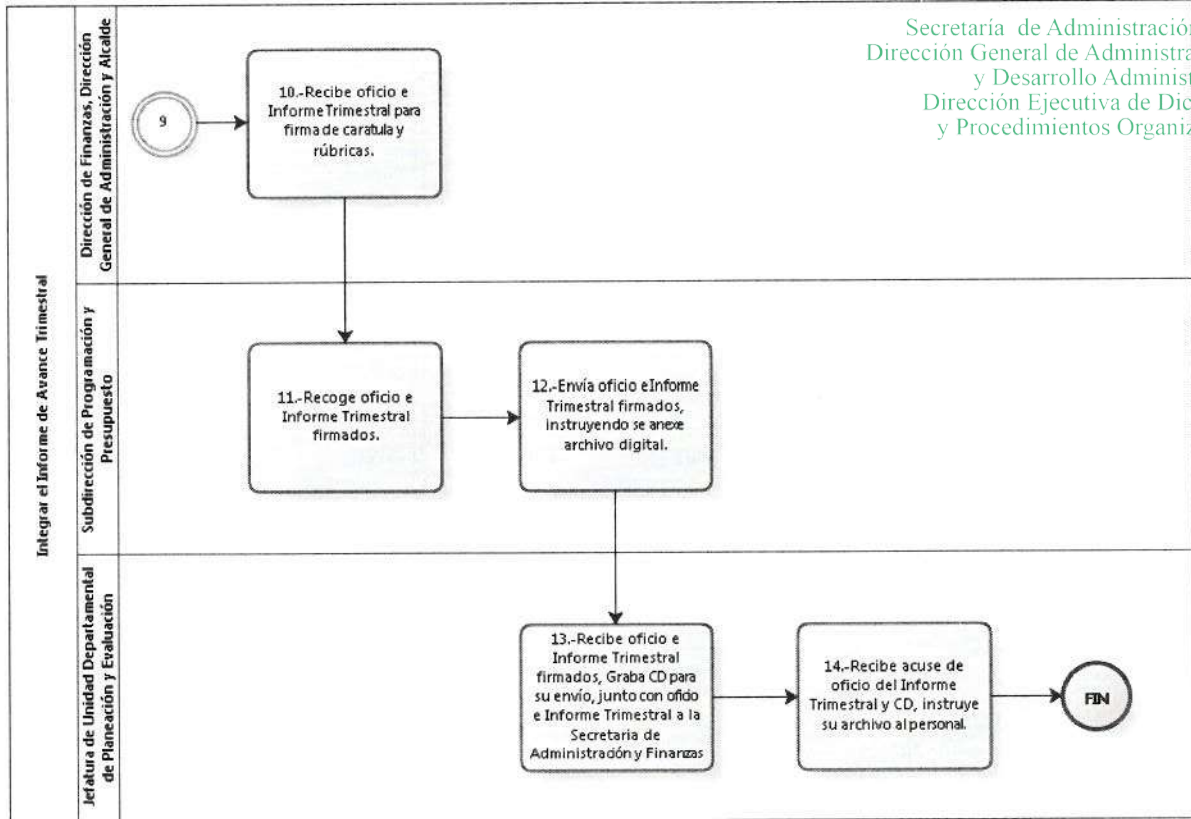 Secretaría de Administración
Dirección General de Administra
y Desarrollo Administ
Dirección Ejecutiva de Dic
y Procedimientos Organiz
Integrar el Informe de Avance Trimestral
Dirección de Finanzas, Dirección
General de Administración y Alcalde
9
10.-Recibe oficio e
Informe Trimestral para
firma de caratula y
rúbricas.
Subdirección de Programación y
Presupuesto
11.-Recoge oficio e
Informe Trimestral
firmados.
12.-Envía oficio e Informe
Trimestral firmados,
instruyendo se anexe
archivo digital.
Jefatura de Unidad Departamental
de Planeación y Evaluación
13.-Recibe oficio e
Informe Trimestral
firmados, Graba CD para
su envío, junto con oficio
e Informe Trimestral a la
Secretaria de
Administración y Finanzas
14.-Recibe acuse de
oficio del Informe
Trimestral y CD, instruye
su archivo al personal.
FIN